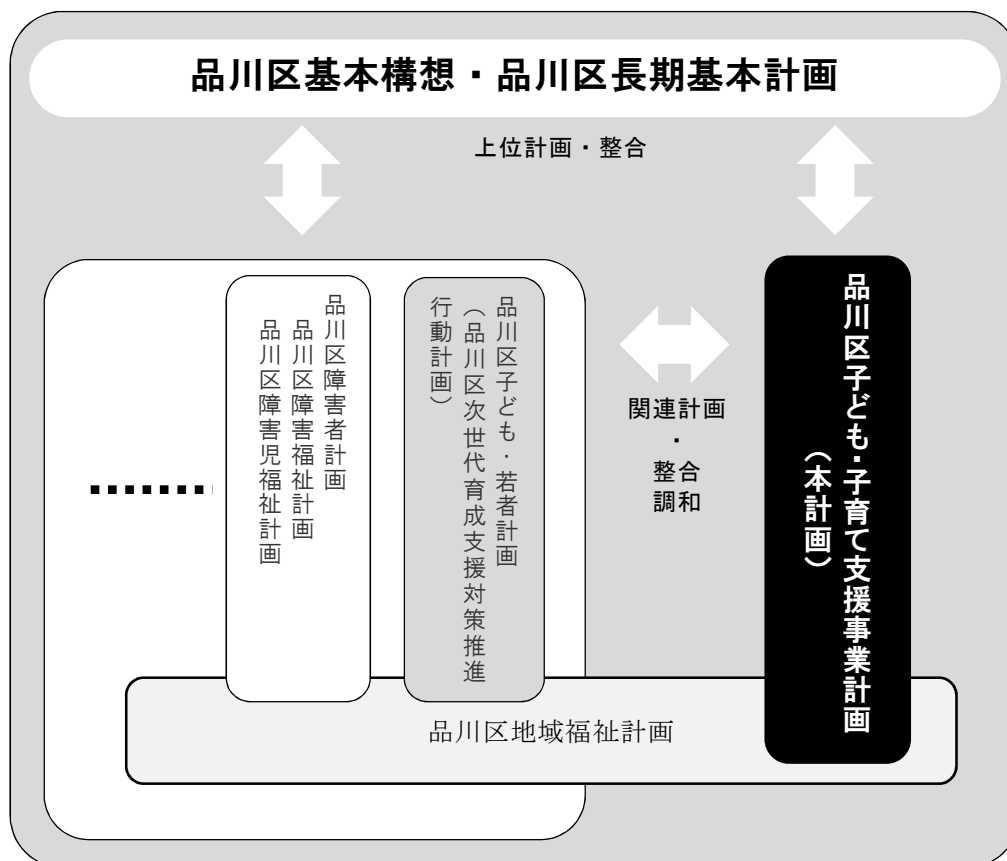 品川区基本構想・品川区長期基本計画
上位計画・整合
品川区障害者計画
品川区障害福祉計画
品川区障害児福祉計画
品川区子ども・若者計画
（品川区次世代育成支援対策推進
行動計画）
関連計画
・
整合
調和
品川区子ども・子育て支援事業計画
（本計画）
品川区地域福祉計画